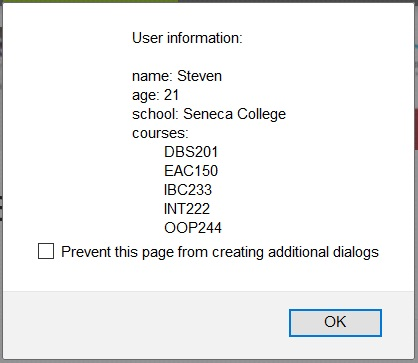 User information:
name: Steven
age: 21
school: Seneca College
courses:
DBS201
EAC150
IBC233
INT222
OOP244
Prevent this page from creating additional dialogs
OK